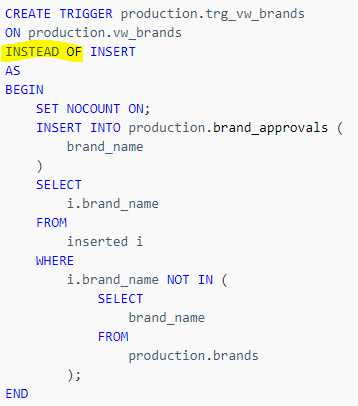 CREATE TRIGGER production.trg_vw_brands
ON production.vw_brands
INSTEAD OF INSERT
AS
BEGIN
    SET NOCOUNT ON;
    INSERT INTO production.brand_approvals (
        brand_name
    )
    SELECT
        i.brand_name
    FROM
        inserted i
    WHERE
        i.brand_name NOT IN (
            SELECT
                brand_name
            FROM
                production.brands
        );
END